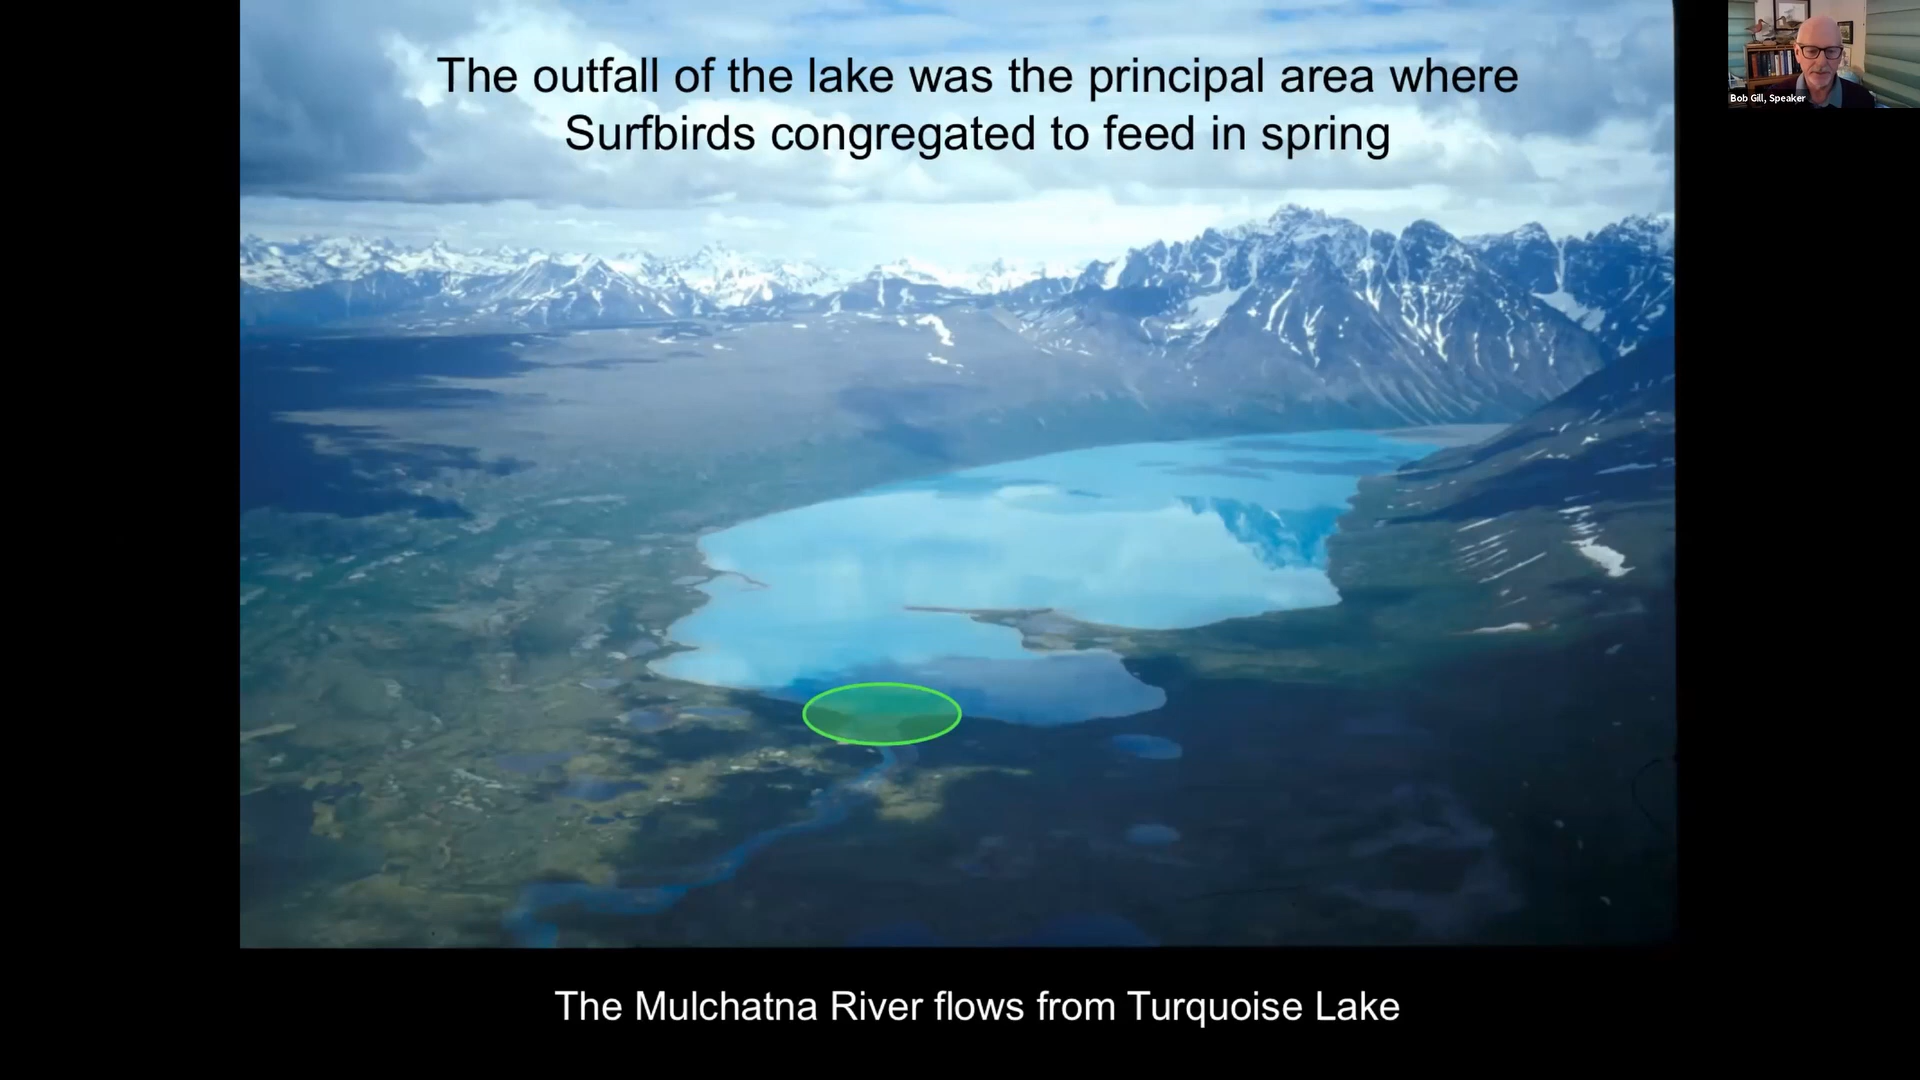 The outfall of the lake was the principal area where
Surfbirds congregated to feed in spring
Bob Gill, Speaker
The Mulchatna River flows from Turquoise Lake